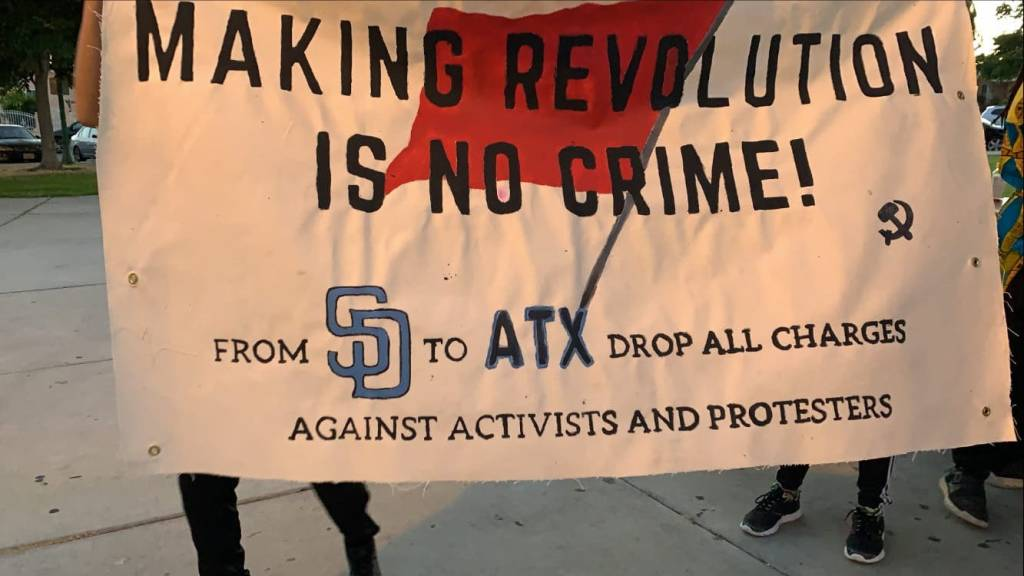 MAKING REVOLUTION
IS NO CRIME!
FROM SD TO ATX DROP ALL CHARGES
AGAINST ACTIVISTS AND PROTESTERS